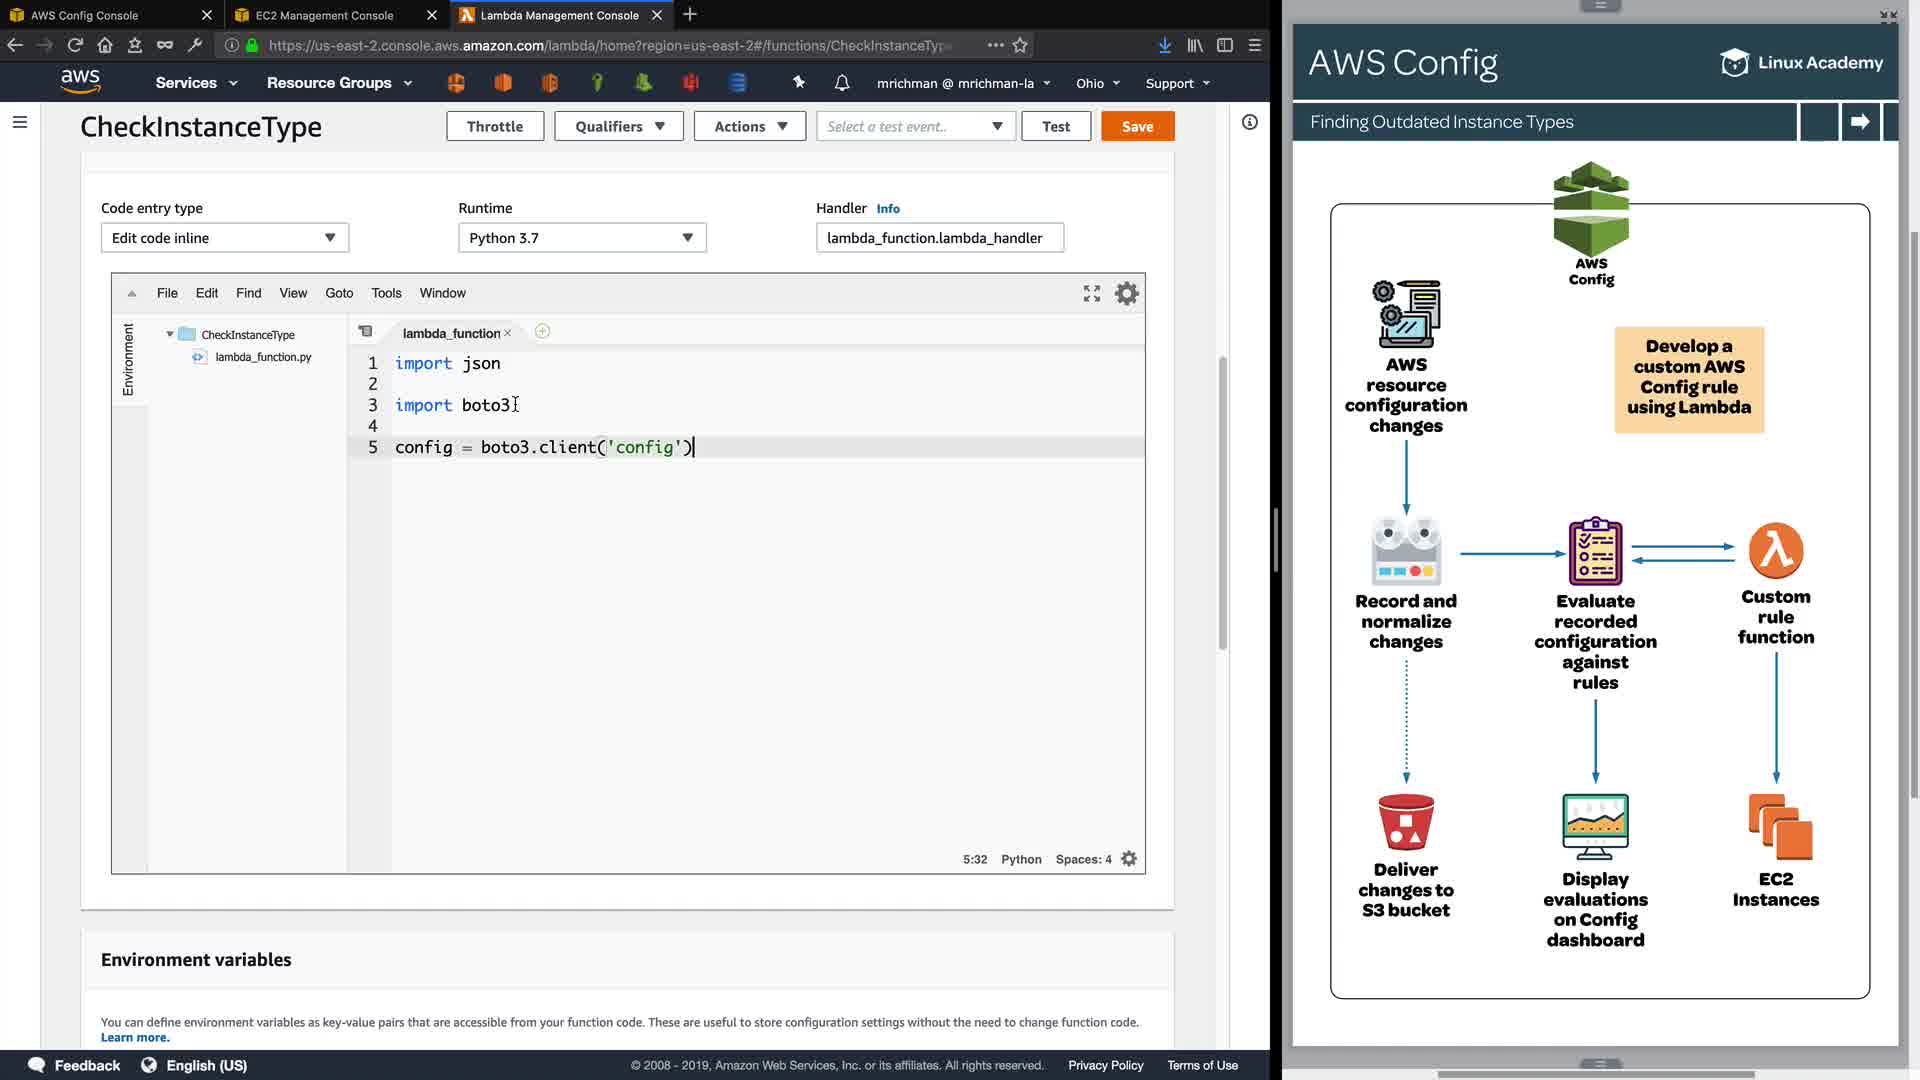 AWS Config Console
EC2 Management Console
Lambda Management Console
https://us-east-2.console.aws.amazon.com/lambda/home?region=us-east-2#/functions/CheckInstanceTyp
aws
Services
Resource Groups
mrichman @ mrichman-la
Ohio
Support
CheckInstanceType
Throttle
Qualifiers
Actions
Select a test event..
Test
Save
Code entry type
Edit code inline
Runtime
Python 3.7
Handler Info
lambda_function.lambda_handler
File Edit Find View Goto Tools Window
Environment
CheckInstanceType
lambda_function.py
lambda_function
1 import json
2
3 import boto3
4
5 config = boto3.client('config')
5:32 Python Spaces: 4
Environment variables
You can define environment variables as key-value pairs that are accessible from your function code. These are useful to store configuration settings without the need to change function code.
Learn more.
Feedback
English (US)
© 2008 - 2019, Amazon Web Services, Inc. or its affiliates. All rights reserved.
Privacy Policy
Terms of Use
AWS Config
Linux Academy
Finding Outdated Instance Types
AWS
Config
AWS
resource
configuration
changes
Develop a
custom AWS
Config rule
using Lambda
Record and
normalize
changes
Evaluate
recorded
configuration
against
rules
Custom
rule
function
Deliver
changes to
S3 bucket
Display
evaluations
on Config
dashboard
EC2
Instances